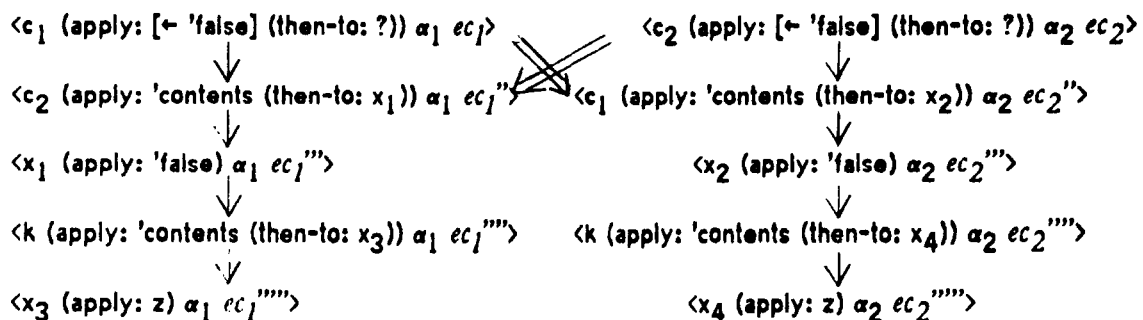 <c₁ (apply: [← 'false] (then-to: ?)) α₁ ec₁> <c₂ (apply: [← 'false] (then-to: ?)) α₂ ec₂>
<c₂ (apply: 'contents (then-to: x₁)) α₁ ec₁''> <c₁ (apply: 'contents (then-to: x₂)) α₂ ec₂''>
<x₁ (apply: 'false) α₁ ec₁'''> <x₂ (apply: 'false) α₂ ec₂'''>
<k (apply: 'contents (then-to: x₃)) α₁ ec₁''''> <k (apply: 'contents (then-to: x₄)) α₂ ec₂''''>
<x₃ (apply: z) α₁ ec₁'''''> <x₄ (apply: z) α₂ ec₂'''''>